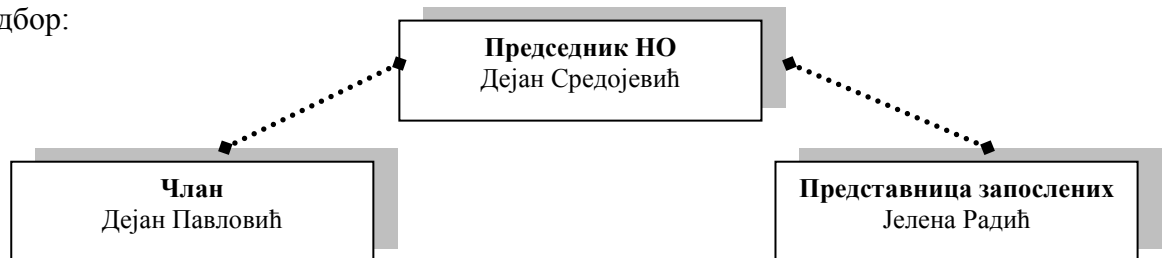 дбор:
Председник НО
Дејан Средојевић
Члан
Дејан Павловић
Представница запослених
Јелена Радић